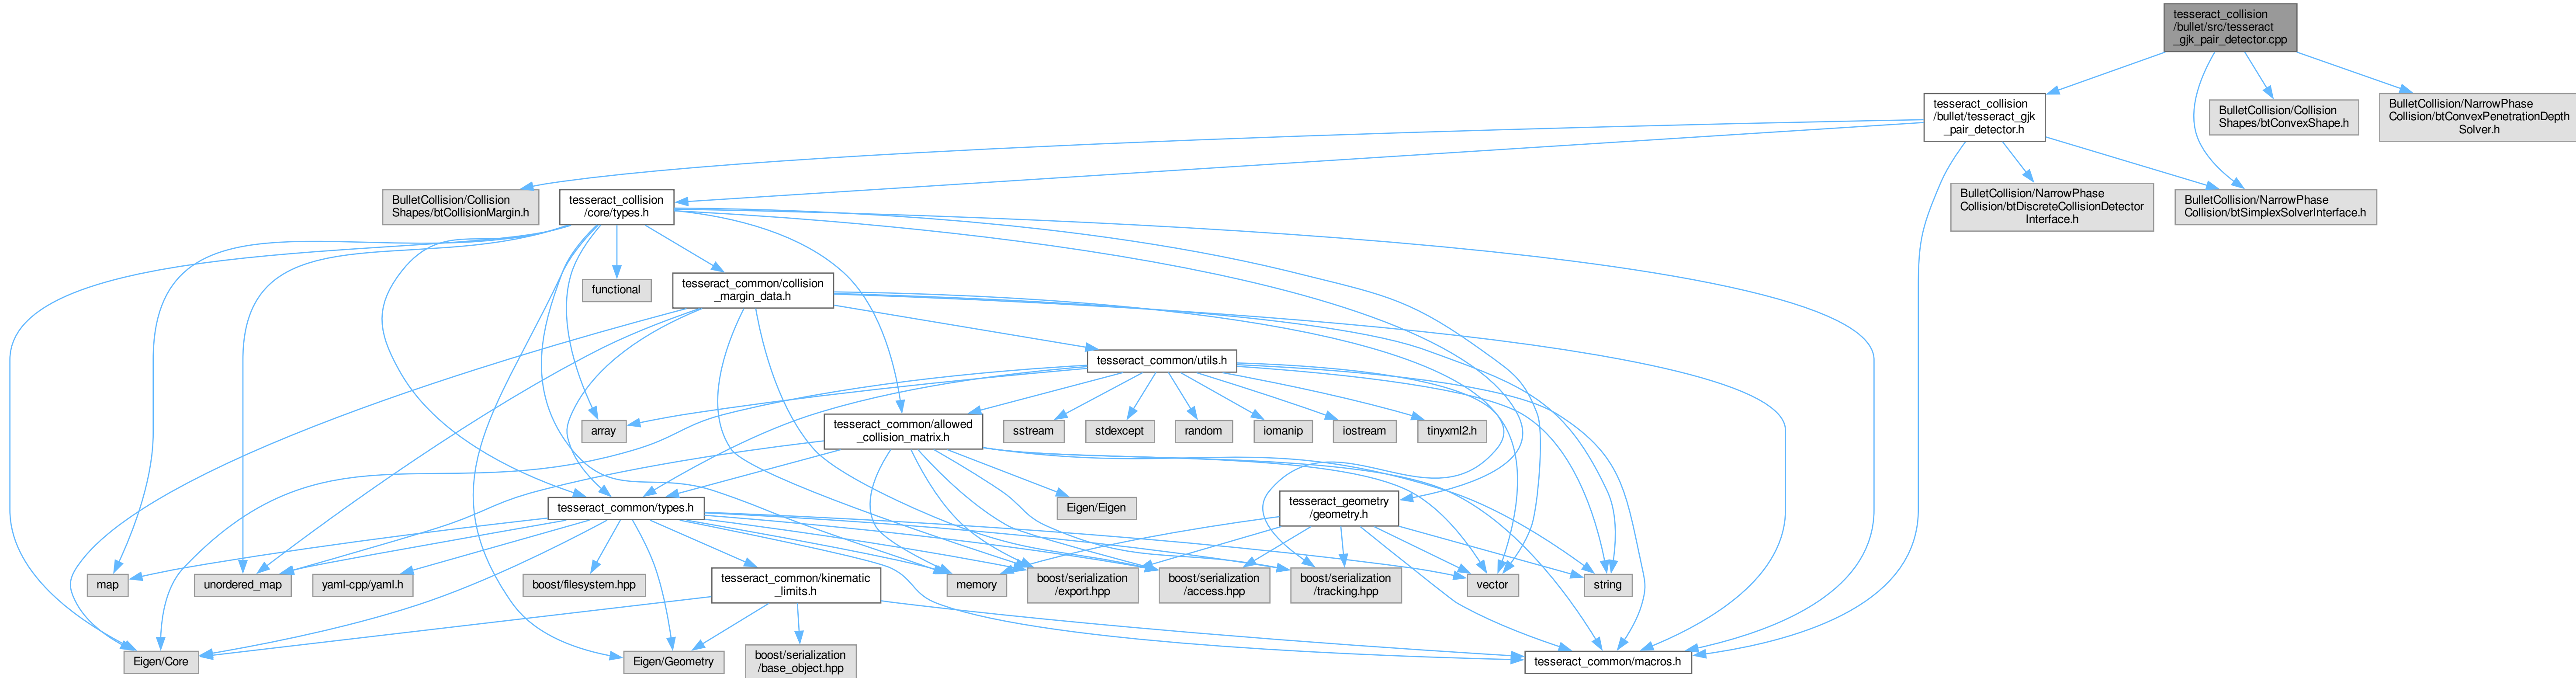 tesseract_collision
/bullet/src/tesseract
_gjk_pair_detector.cpp
tesseract_collision
/bullet/tesseract_gjk
_pair_detector.h
BulletCollision/Collision
Shapes/btConvexShape.h
BulletCollision/NarrowPhase
Collision/btConvexPenetrationDepth
Solver.h
BulletCollision/Collision
Shapes/btCollisionMargin.h
tesseract_collision
/core/types.h
BulletCollision/NarrowPhase
Collision/btDiscreteCollisionDetector
Interface.h
BulletCollision/NarrowPhase
Collision/btSimplexSolverInterface.h
functional
tesseract_common/collision
_margin_data.h
tesseract_common/utils.h
array
tesseract_common/allowed
_collision_matrix.h
sstream
stdexcept
random
iomanip
iostream
tinyxml2.h
tesseract_common/types.h
Eigen/Eigen
tesseract_geometry
/geometry.h
map
unordered_map
yaml-cpp/yaml.h
boost/filesystem.hpp
tesseract_common/kinematic
_limits.h
memory
boost/serialization
/export.hpp
boost/serialization
/access.hpp
boost/serialization
/tracking.hpp
vector
string
Eigen/Core
Eigen/Geometry
boost/serialization
/base_object.hpp
tesseract_common/macros.h